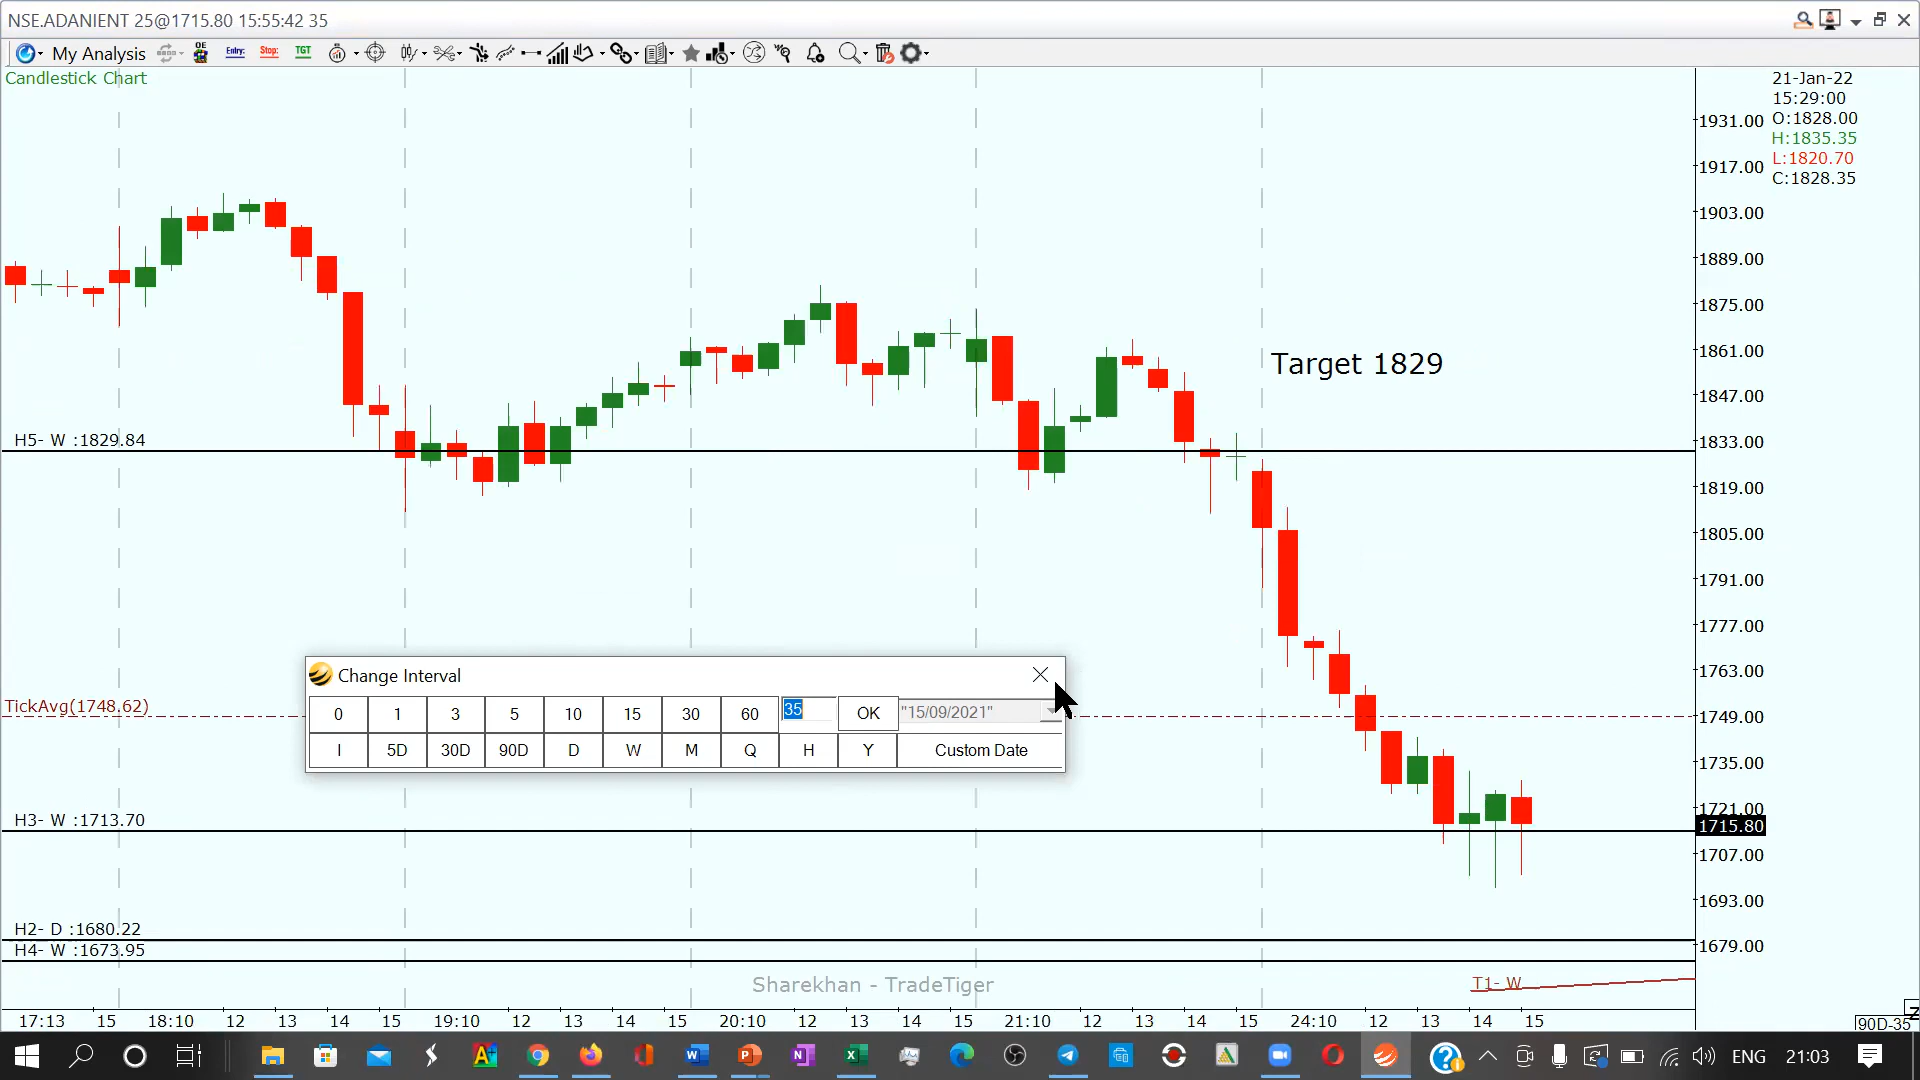 NSE.ADANIENT 25@1715.80 15:55:42 35
My Analysis OE Entry: Stop: TGT
Candlestick Chart
21-Jan-22
15:29:00
O:1828.00
H:1835.35
L:1820.70
C:1828.35
1931.00
1917.00
1903.00
1889.00
1875.00
1861.00
1847.00
1833.00
1819.00
1805.00
1791.00
1777.00
1763.00
1749.00
1735.00
1721.00
1715.80
1707.00
1693.00
1679.00
Target 1829
H5- W :1829.84
TickAvg(1748.62)
Change Interval
0 1 3 5 10 15 30 60 35 OK "15/09/2021"
I 5D 30D 90D D W M Q H Y Custom Date
H3- W :1713.70
H2- D :1680.22
H4- W :1673.95
Sharekhan - TradeTiger
T1- W
17:13 15 18:10 12 13 14 15 19:10 12 13 14 15 20:10 12 13 14 15 21:10 12 13 14 15 24:10 12 13 14 15
Z
90D-35
ENG 21:03